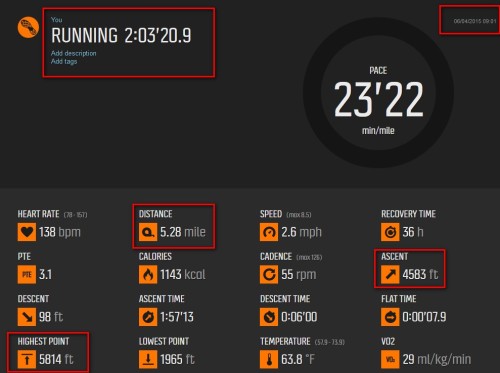 You
RUNNING 2:03'20.9
Add description
Add tags
06/04/2015 09:01
PACE
23'22
min/mile
HEART RATE (78 - 157)
138 bpm
DISTANCE
5.28 mile
SPEED (max 8.5)
2.6 mph
RECOVERY TIME
36 h
PTE
PTE 3.1
CALORIES
1143 kcal
CADENCE (max 126)
55 rpm
ASCENT
4583 ft
DESCENT
98 ft
ASCENT TIME
1:57'13
DESCENT TIME
0:06'00
FLAT TIME
0:00'07.9
HIGHEST POINT
5814 ft
LOWEST POINT
1965 ft
TEMPERATURE (57.9 - 73.9)
63.8 °F
VO2
VO2 29 ml/kg/min